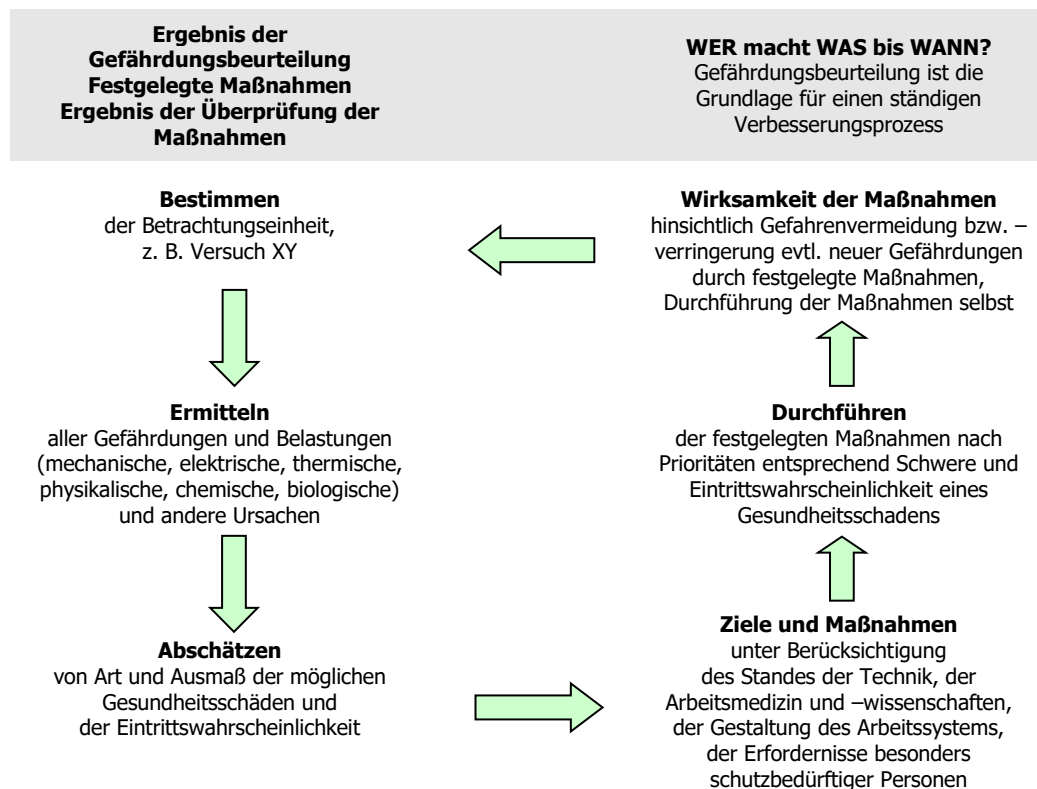 Ergebnis der
Gefährdungsbeurteilung
Festgelegte Maßnahmen
Ergebnis der Überprüfung der
Maßnahmen
WER macht WAS bis WANN?
Gefährdungsbeurteilung ist die
Grundlage für einen ständigen
Verbesserungsprozess
Bestimmen
der Betrachtungseinheit,
z. B. Versuch XY
Ermitteln
aller Gefährdungen und Belastungen
(mechanische, elektrische, thermische,
physikalische, chemische, biologische)
und andere Ursachen
Abschätzen
von Art und Ausmaß der möglichen
Gesundheitsschäden und
der Eintrittswahrscheinlichkeit
Ziele und Maßnahmen
unter Berücksichtigung
des Standes der Technik, der
Arbeitsmedizin und –wissenschaften,
der Gestaltung des Arbeitssystems,
der Erfordernisse besonders
schutzbedürftiger Personen
Durchführen
der festgelegten Maßnahmen nach
Prioritäten entsprechend Schwere und
Eintrittswahrscheinlichkeit eines
Gesundheitsschadens
Wirksamkeit der Maßnahmen
hinsichtlich Gefahrenvermeidung bzw. –
verringerung evtl. neuer Gefährdungen
durch festgelegte Maßnahmen,
Durchführung der Maßnahmen selbst